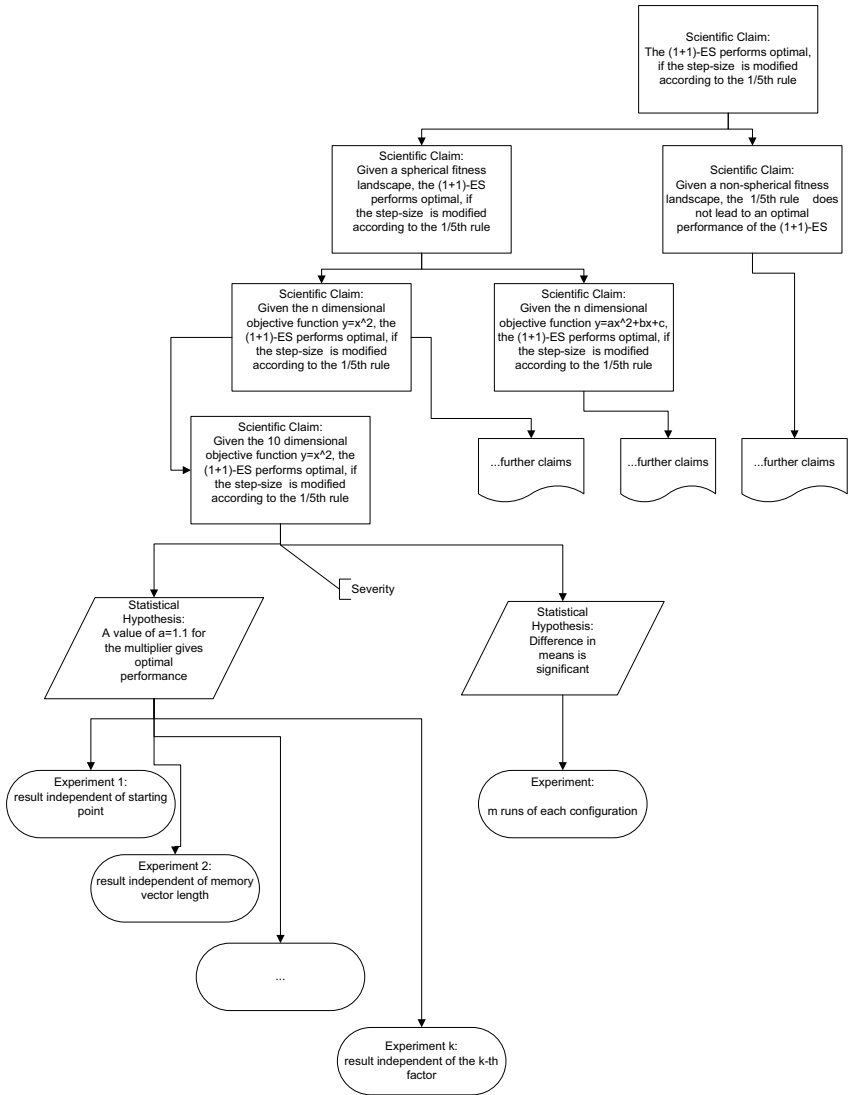 Scientific Claim:
The (1+1)-ES performs optimal,
if the step-size is modified
according to the 1/5th rule
Scientific Claim:
Given a spherical fitness
landscape, the (1+1)-ES
performs optimal, if
the step-size is modified
according to the 1/5th rule
Scientific Claim:
Given a non-spherical fitness
landscape, the 1/5th rule does
not lead to an optimal
performance of the (1+1)-ES
Scientific Claim:
Given the n dimensional
objective function y=x^2, the
(1+1)-ES performs optimal, if
the step-size is modified
according to the 1/5th rule
Scientific Claim:
Given the n dimensional
objective function y=ax^2+bx+c,
the (1+1)-ES performs optimal, if
the step-size is modified
according to the 1/5th rule
Scientific Claim:
Given the 10 dimensional
objective function y=x^2, the
(1+1)-ES performs optimal, if
the step-size is modified
according to the 1/5th rule
...further claims
...further claims
...further claims
Severity
Statistical
Hypothesis:
A value of a=1.1 for
the multiplier gives
optimal
performance
Statistical
Hypothesis:
Difference in
means is
significant
Experiment 1:
result independent of starting
point
Experiment:
m runs of each configuration
Experiment 2:
result independent of memory
vector length
...
Experiment k:
result independent of the k-th
factor